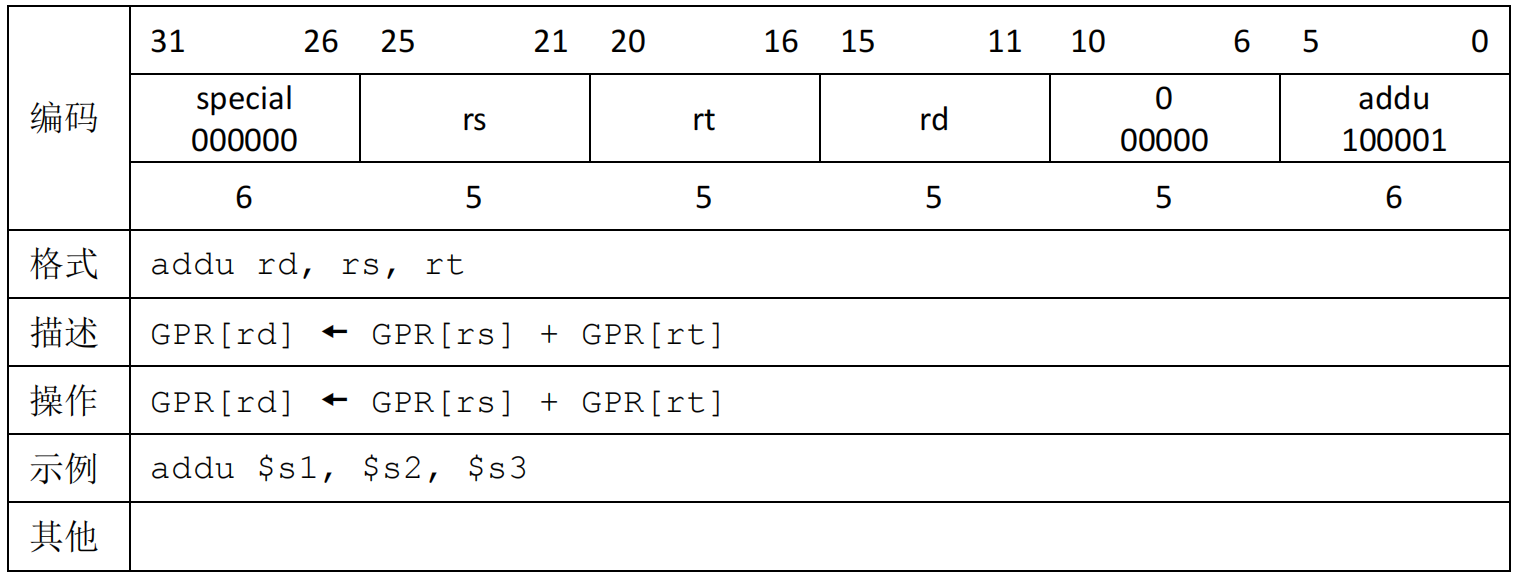 编码
31 26 25 21 20 16 15 11 10 6 5 0
special 000000 rs rt rd 0 00000 addu 100001
6 5 5 5 5 6
格式 addu rd, rs, rt
描述 GPR[rd] ← GPR[rs] + GPR[rt]
操作 GPR[rd] ← GPR[rs] + GPR[rt]
示例 addu $s1, $s2, $s3
其他